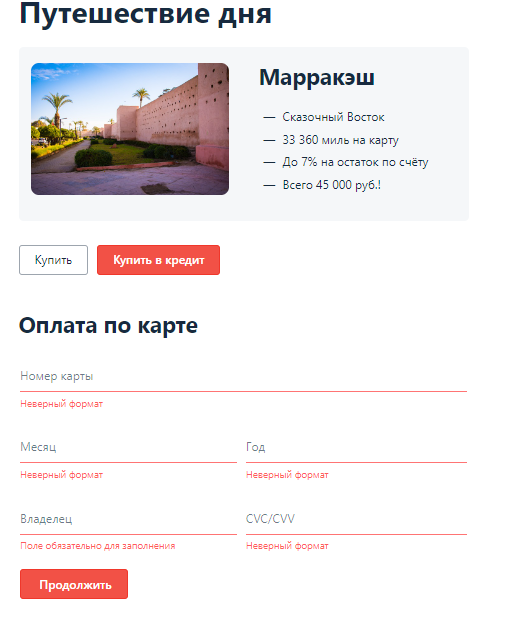 Путешествие дня
Марракэш
— Сказочный Восток
— 33 360 миль на карту
— До 7% на остаток по счёту
— Всего 45 000 руб.!
Купить
Купить в кредит
Оплата по карте
Номер карты
Неверный формат
Месяц
Год
Неверный формат
Неверный формат
Владелец
CVC/CVV
Поле обязательно для заполнения
Неверный формат
Продолжить